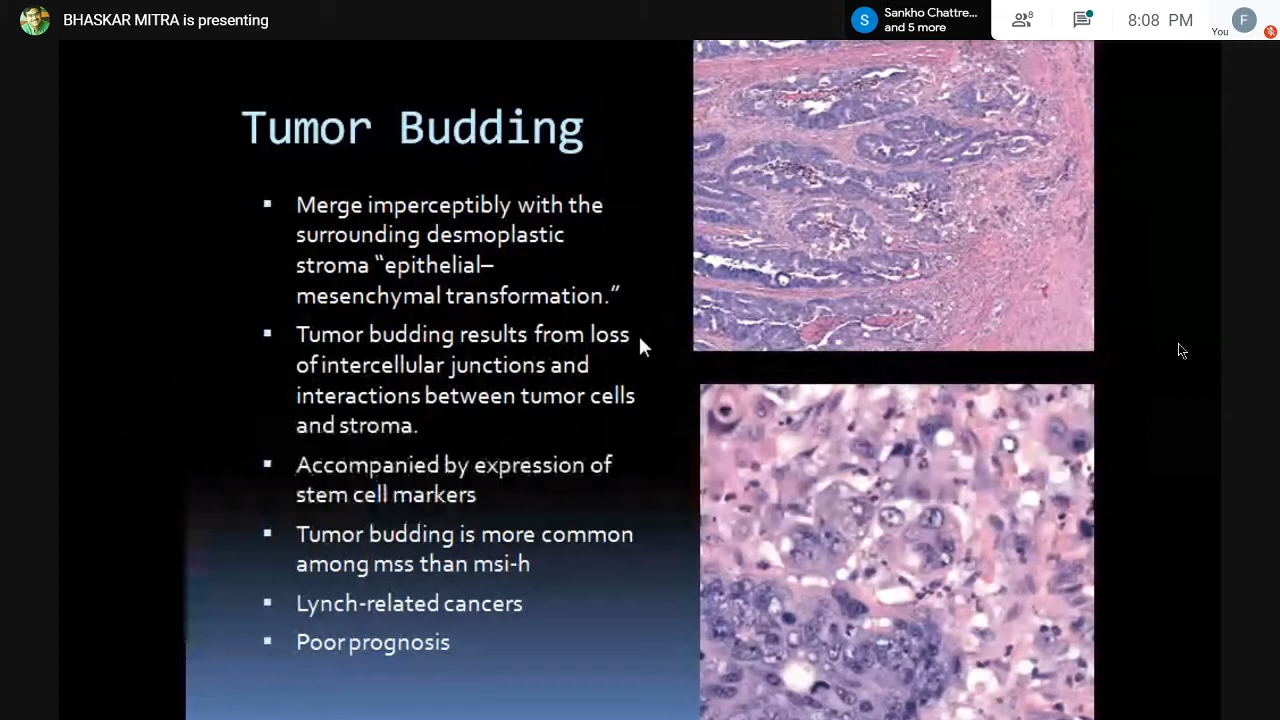 BHASKAR MITRA is presenting
S
Sankho Chattre...
and 5 more
8
8:08 PM
You
F
Tumor Budding
▪ Merge imperceptibly with the
surrounding desmoplastic
stroma “epithelial–
mesenchymal transformation.”
▪ Tumor budding results from loss
of intercellular junctions and
interactions between tumor cells
and stroma.
▪ Accompanied by expression of
stem cell markers
▪ Tumor budding is more common
among mss than msi-h
▪ Lynch-related cancers
▪ Poor prognosis